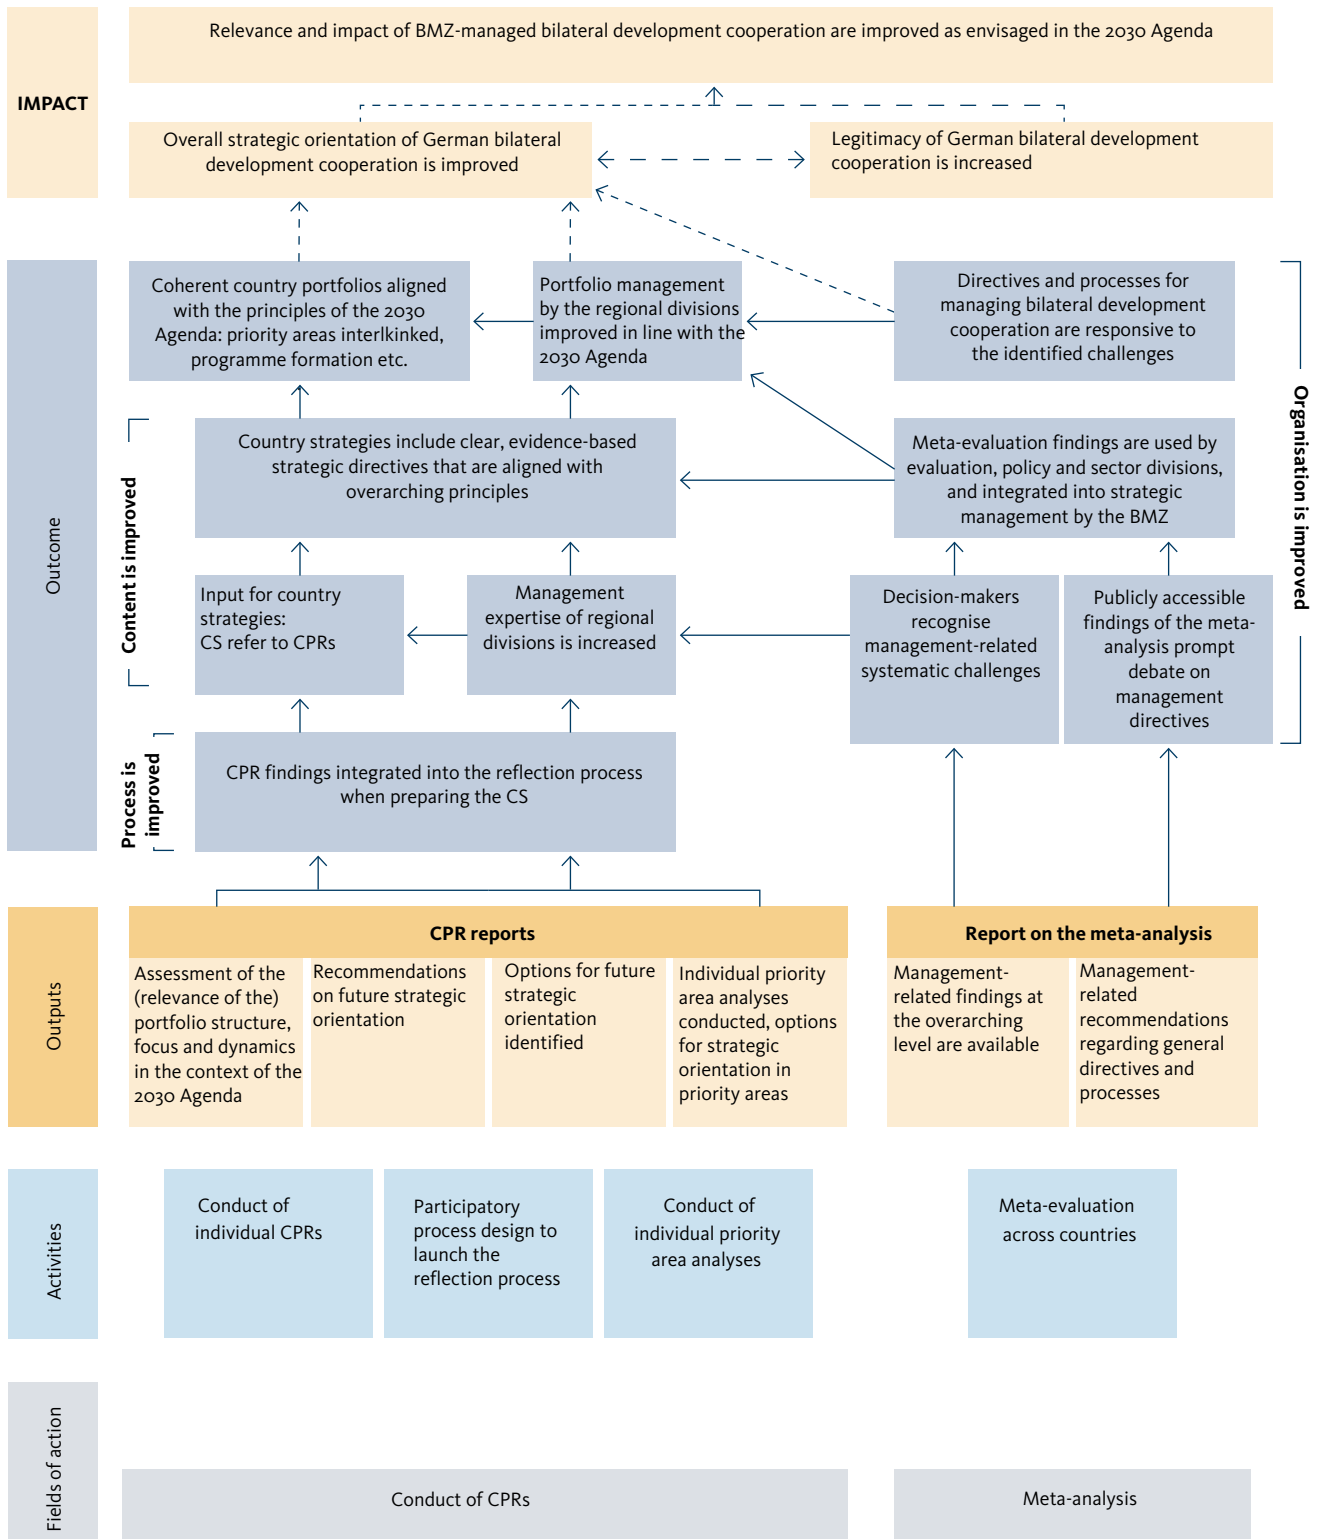 Relevance and impact of BMZ-managed bilateral development cooperation are improved as envisaged in the 2030 Agenda
IMPACT
Overall strategic orientation of German bilateral
development cooperation is improved
Legitimacy of German bilateral development
cooperation is increased
Outcome
Coherent country portfolios aligned
with the principles of the 2030
Agenda: priority areas interlkinked,
programme formation etc.
Portfolio management
by the regional divisions
improved in line with the
2030 Agenda
Directives and processes for
managing bilateral development
cooperation are responsive to
the identified challenges
Organisation is improved
Content is improved
Country strategies include clear, evidence-based
strategic directives that are aligned with
overarching principles
Meta-evaluation findings are used by
evaluation, policy and sector divisions,
and integrated into strategic
management by the BMZ
Input for country
strategies:
CS refer to CPRs
Management
expertise of regional
divisions is increased
Decision-makers
recognise
management-related
systematic challenges
Publicly accessible
findings of the meta-
analysis prompt
debate on
management
directives
Process is
improved
CPR findings integrated into the reflection process
when preparing the CS
Outputs
CPR reports
Assessment of the
(relevance of the)
portfolio structure,
focus and dynamics
in the context of the
2030 Agenda
Recommendations
on future strategic
orientation
Options for future
strategic
orientation
identified
Individual priority
area analyses
conducted, options
for strategic
orientation in
priority areas
Report on the meta-analysis
Management-
related findings at
the overarching
level are available
Management-
related
recommendations
regarding general
directives and
processes
Activities
Conduct of
individual CPRs
Participatory
process design to
launch the
reflection process
Conduct of
individual priority
area analyses
Meta-evaluation
across countries
Fields of action
Conduct of CPRs
Meta-analysis